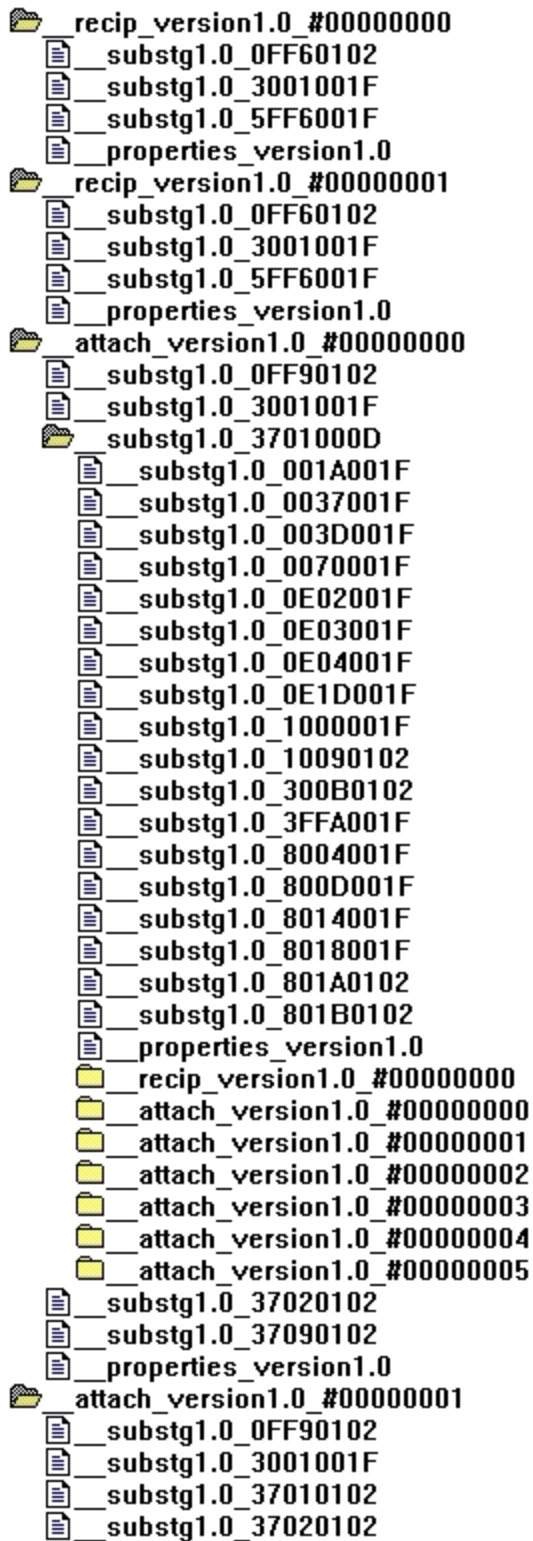 __recip_version1.0_#00000000
__substg1.0_0FF60102
__substg1.0_3001001F
__substg1.0_5FF6001F
__properties_version1.0
__recip_version1.0_#00000001
__substg1.0_0FF60102
__substg1.0_3001001F
__substg1.0_5FF6001F
__properties_version1.0
__attach_version1.0_#00000000
__substg1.0_0FF90102
__substg1.0_3001001F
__substg1.0_3701000D
__substg1.0_001A001F
__substg1.0_0037001F
__substg1.0_003D001F
__substg1.0_0070001F
__substg1.0_0E02001F
__substg1.0_0E03001F
__substg1.0_0E04001F
__substg1.0_0E1D001F
__substg1.0_1000001F
__substg1.0_10090102
__substg1.0_300B0102
__substg1.0_3FFA001F
__substg1.0_8004001F
__substg1.0_800D001F
__substg1.0_8014001F
__substg1.0_8018001F
__substg1.0_801A0102
__substg1.0_801B0102
__properties_version1.0
__recip_version1.0_#00000000
__attach_version1.0_#00000000
__attach_version1.0_#00000001
__attach_version1.0_#00000002
__attach_version1.0_#00000003
__attach_version1.0_#00000004
__attach_version1.0_#00000005
__substg1.0_37020102
__substg1.0_37090102
__properties_version1.0
__attach_version1.0_#00000001
__substg1.0_0FF90102
__substg1.0_3001001F
__substg1.0_37010102
__substg1.0_37020102